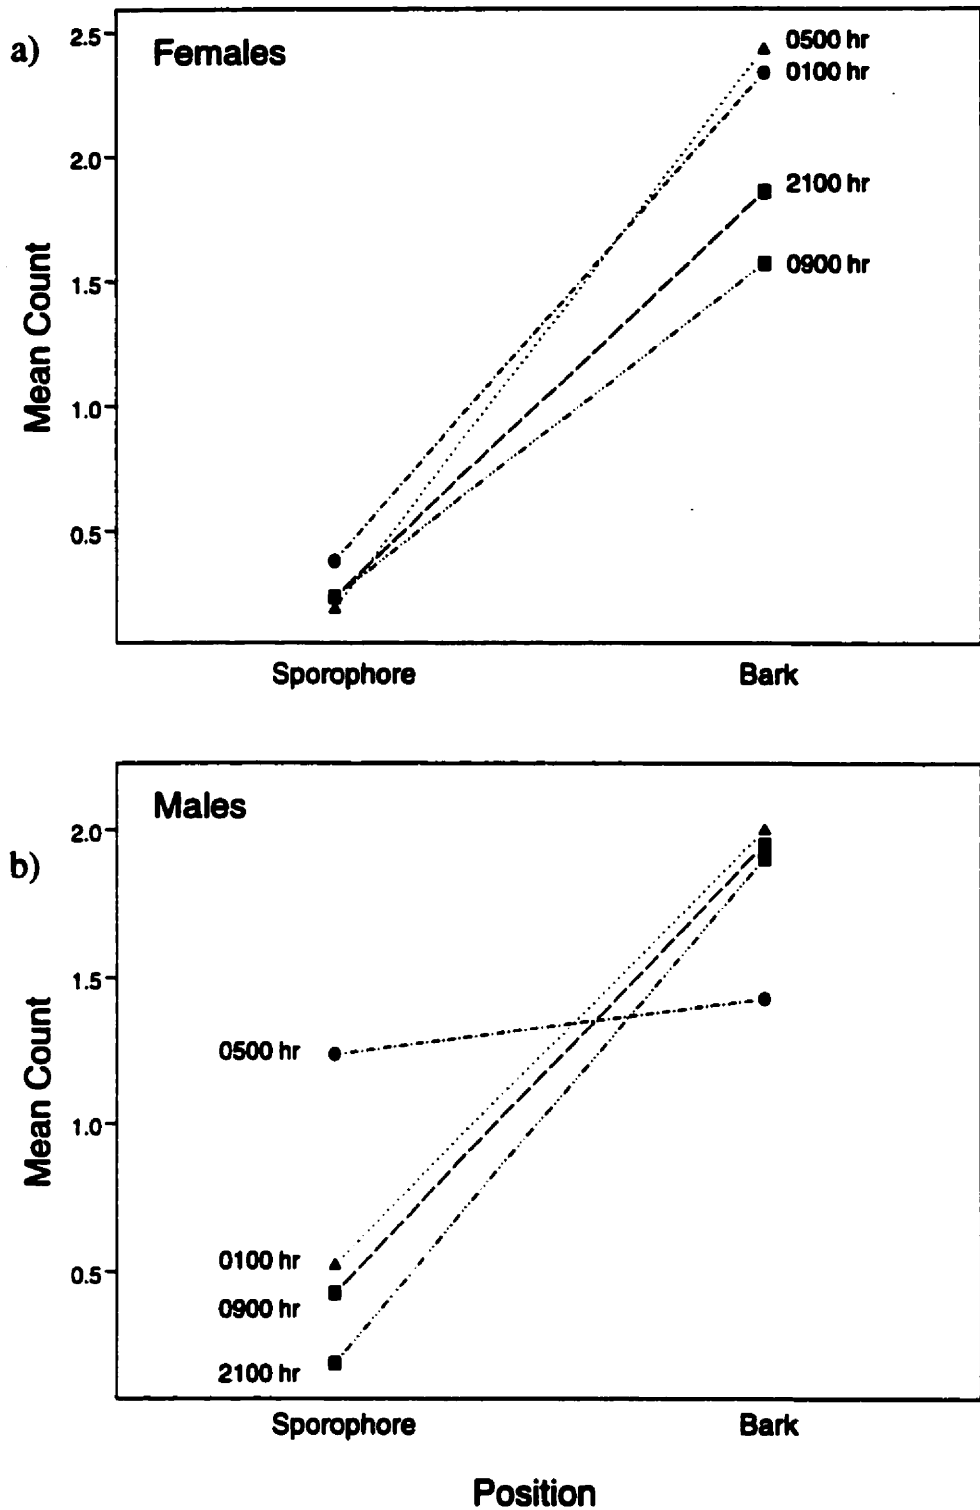 a)
Females
2.5
2.0
1.5
1.0
0.5
Mean Count
0500 hr
0100 hr
2100 hr
0900 hr
Sporophore
Bark
b)
Males
2.0
1.5
1.0
0.5
Mean Count
0500 hr
0100 hr
0900 hr
2100 hr
Sporophore
Bark
Position